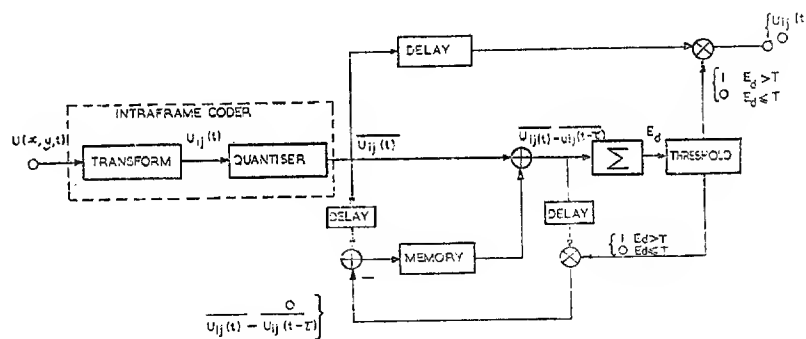 {U̅ij (t)
0
DELAY
{1 Ed > T
0 Ed ⩽ T
INTRAFRAME CODER
U(x,y,t)
Uij(t)
TRANSFORM
QUANTISER
Uij(t)
Uij(t)-uij(t-τ)
Σ
Ed
THRESHOLD
DELAY
DELAY
{1 Ed>T
0 Ed⩽T
MEMORY
−
0
Uij(t) - Uij(t-τ)}